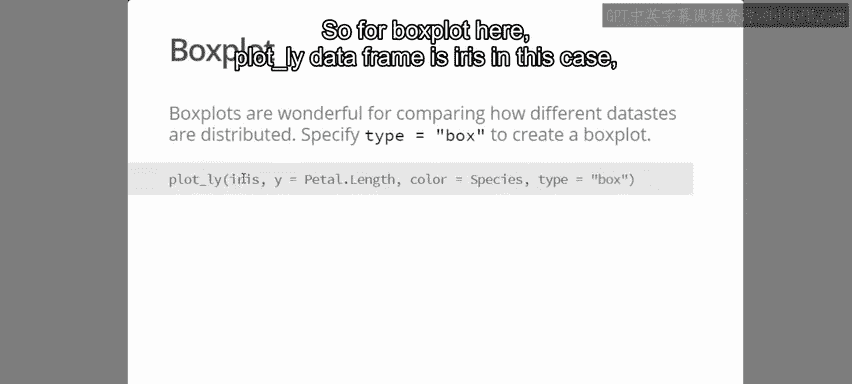 GPT中英字幕课程资源
So for boxplot here,
Boxplot
plot_ly data frame is iris in this case,
Boxplots are wonderful for comparing how different datastes
are distributed. Specify type = "box" to create a boxplot.
plot_ly(iris, y = Petal.Length, color = Species, type = "box")